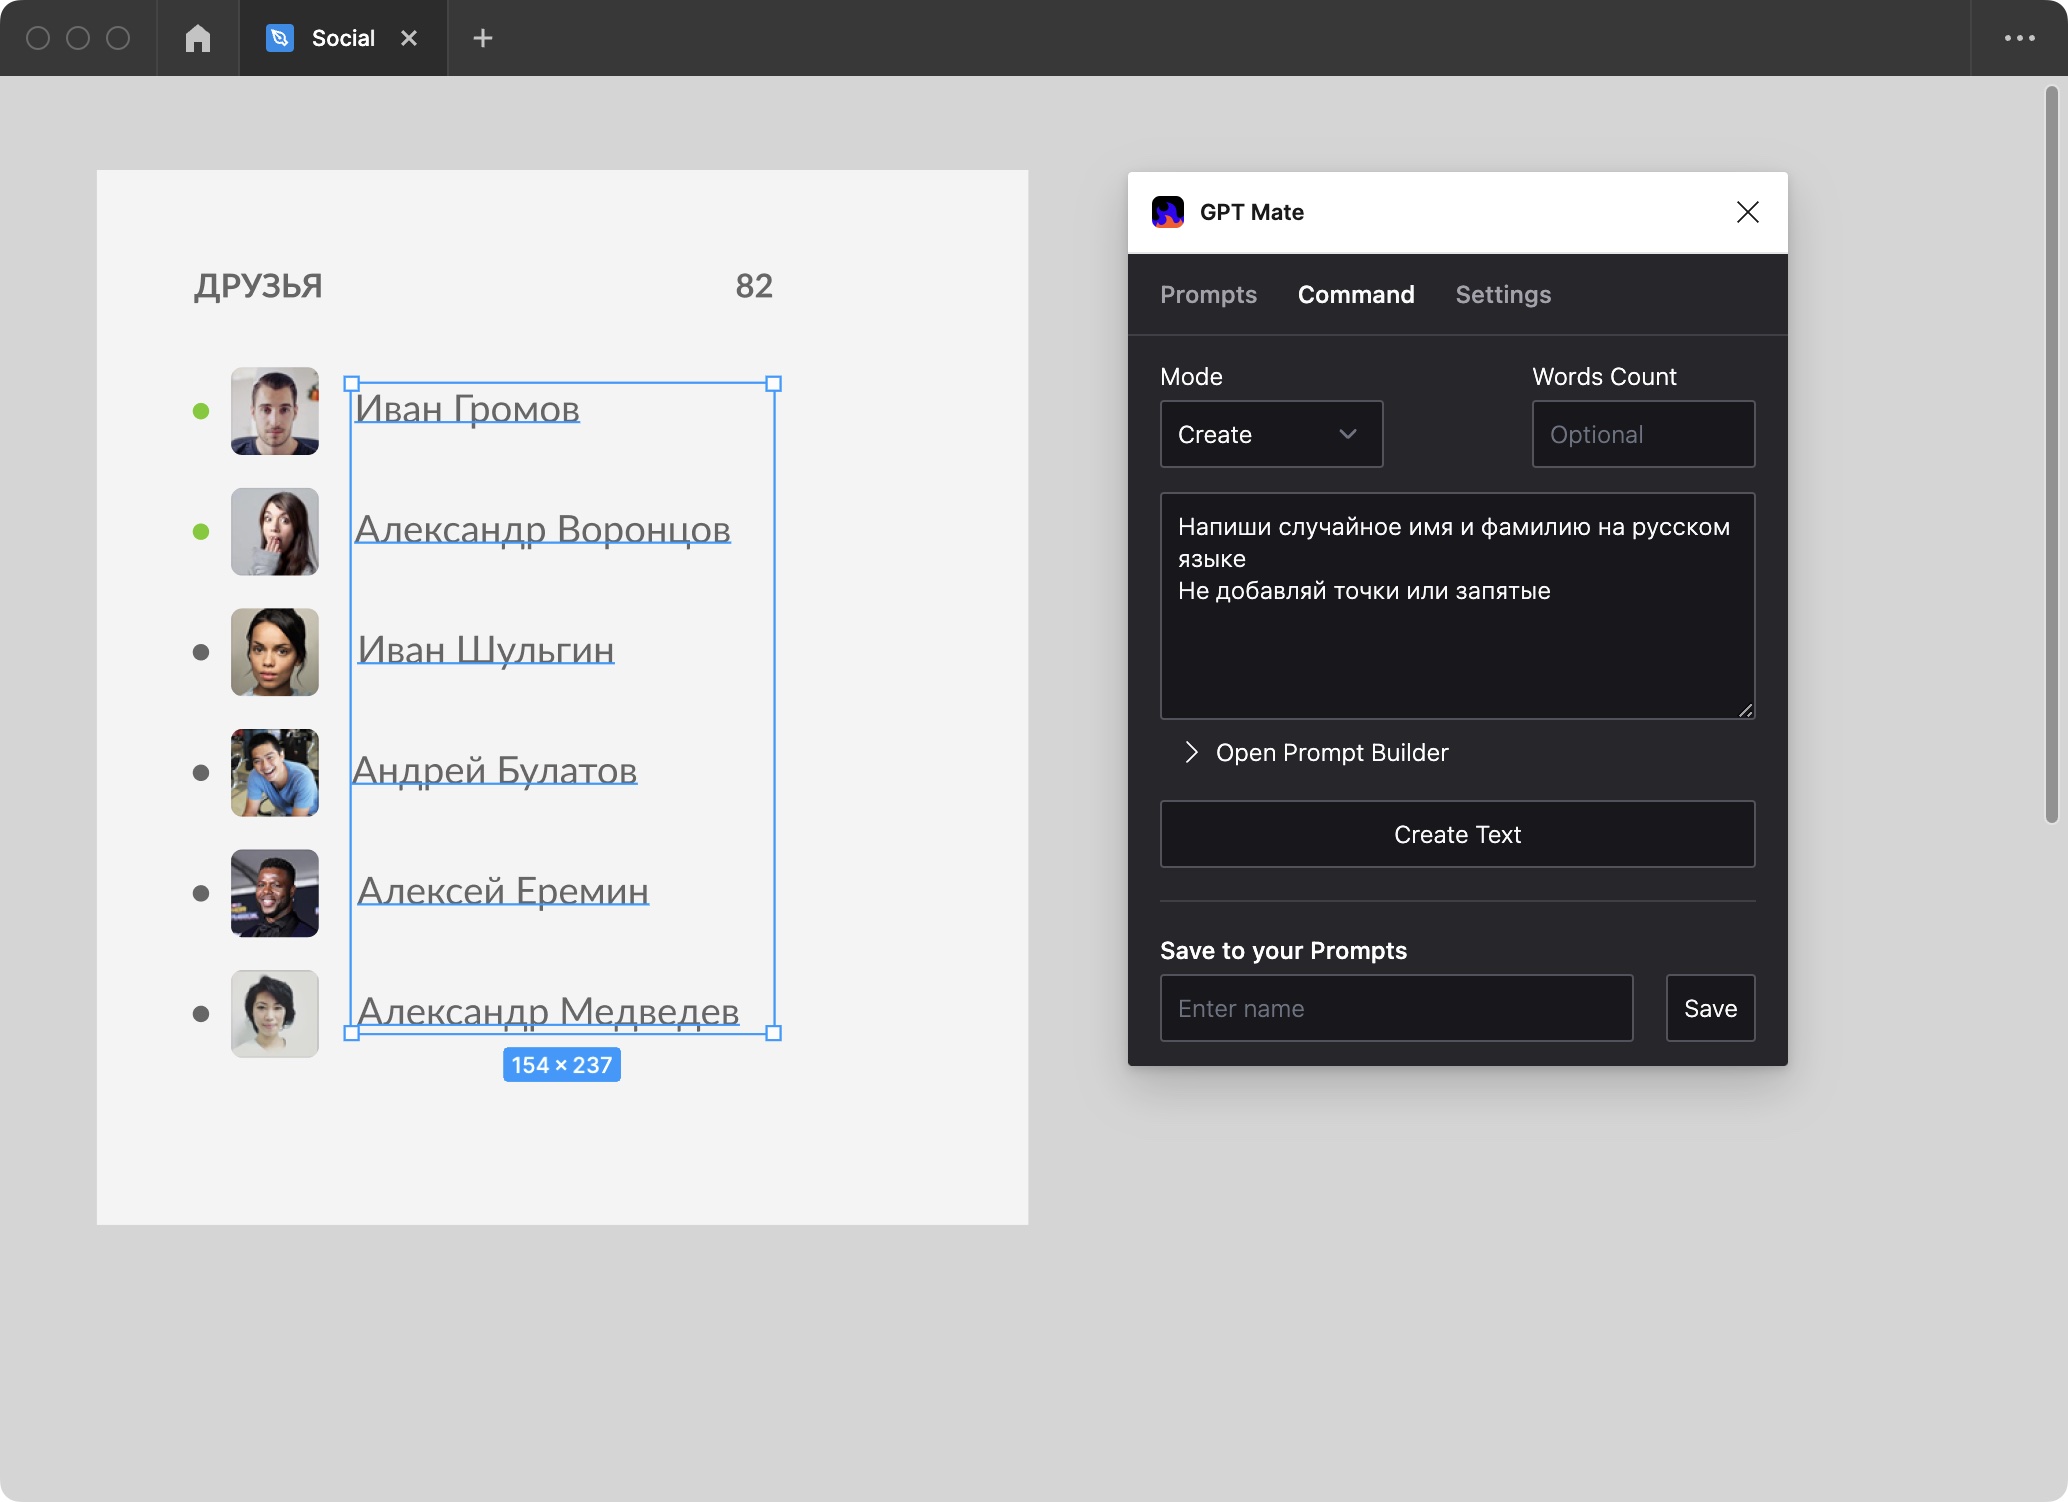 Social
ДРУЗЬЯ 82
Иван Громов
Александр Воронцов
Иван Шульгин
Андрей Булатов
Алексей Еремин
Александр Медведев
154 × 237
GPT Mate
Prompts Command Settings
Mode Words Count
Create Optional
Напиши случайное имя и фамилию на русском
языке
Не добавляй точки или запятые
Open Prompt Builder
Create Text
Save to your Prompts
Enter name Save